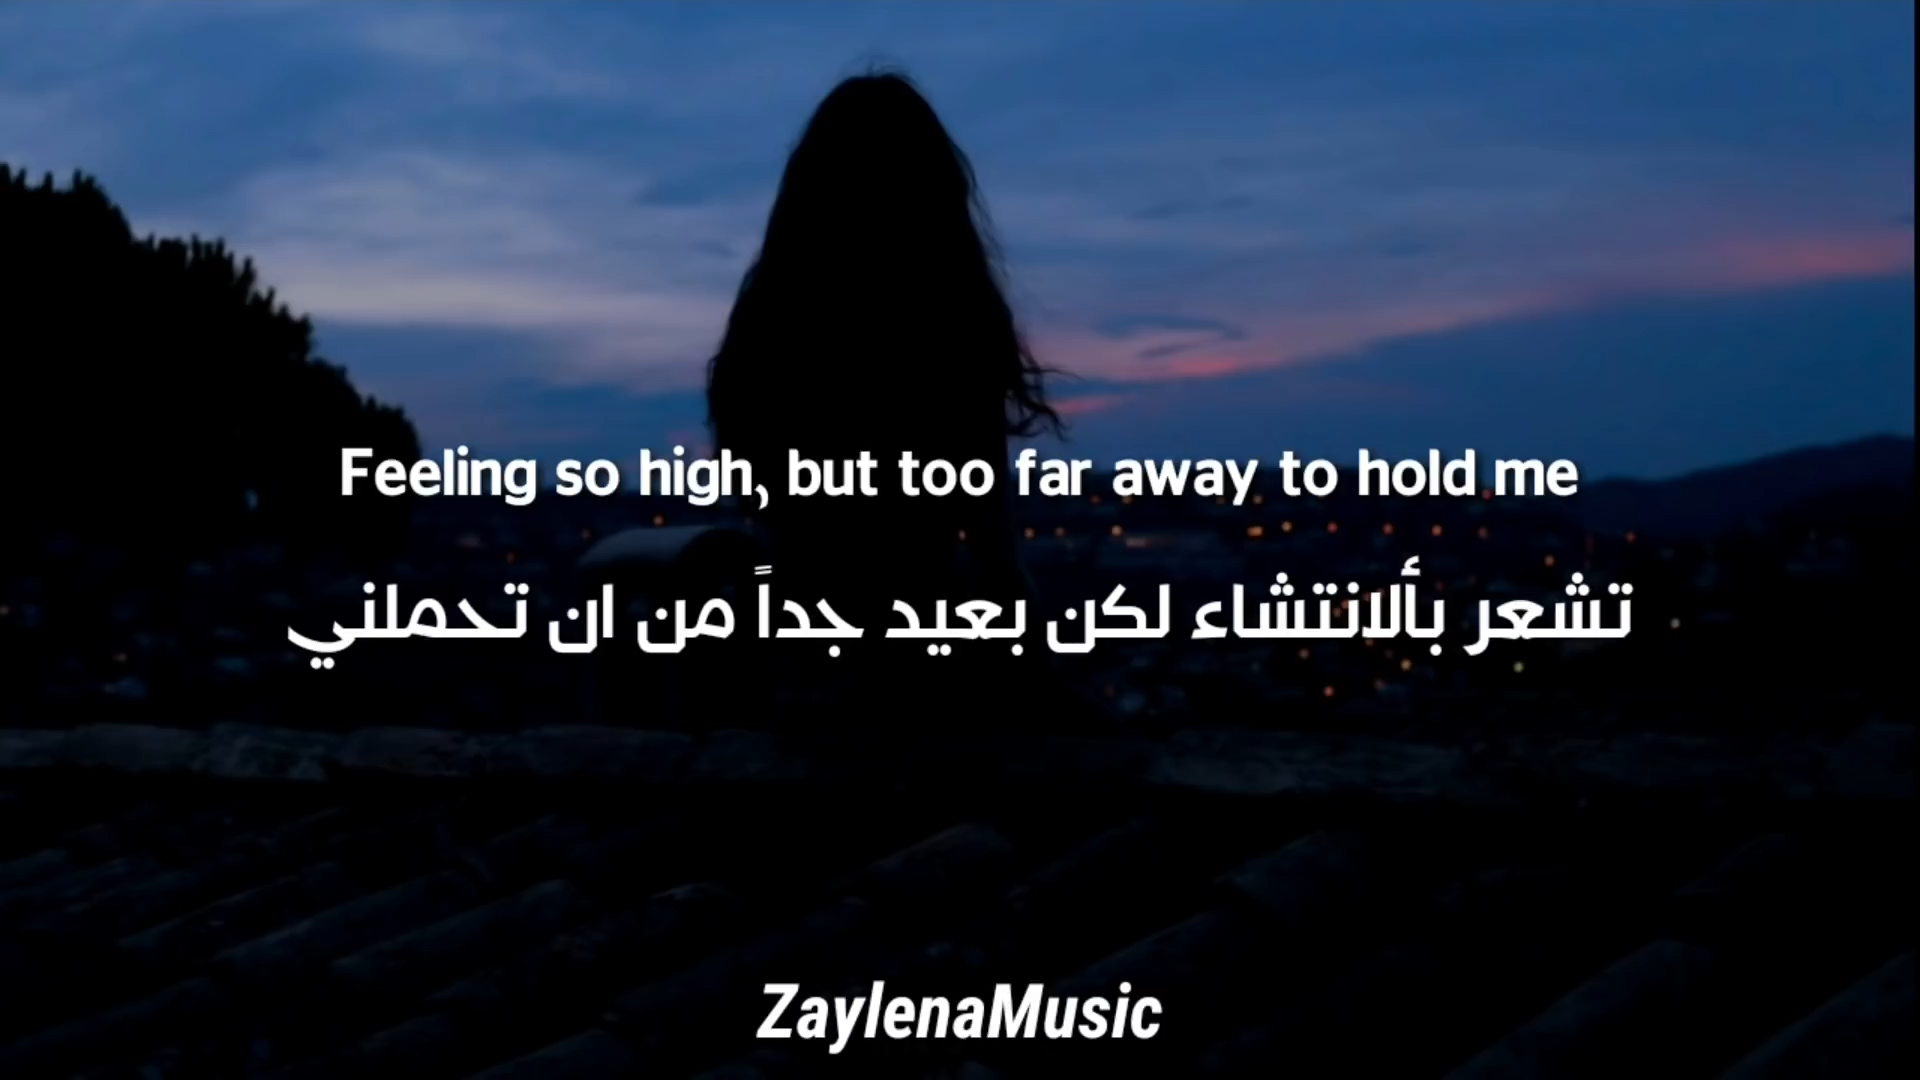 Feeling so high, but too far away to hold me
تشعر بألانتشاء لكن بعيد جداً من ان تحملني
ZaylenaMusic